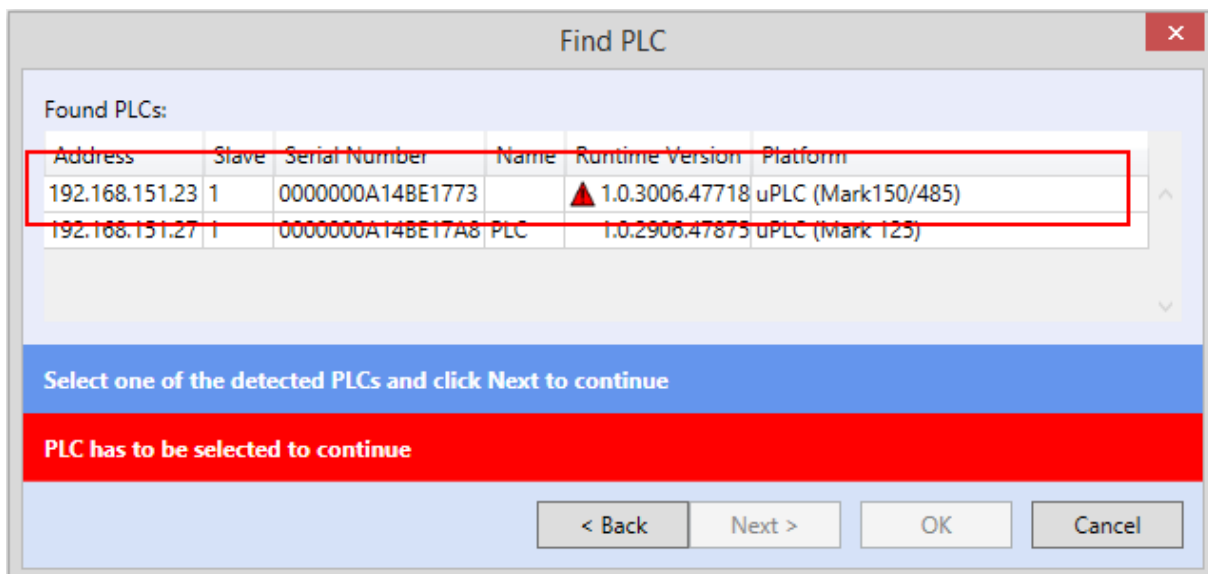 Find PLC
Found PLCs:
Address Slave Serial Number Name Runtime Version Platform
192.168.151.23 1 0000000A14BE1773 1.0.3006.47718 uPLC (Mark150/485)
192.168.151.27 1 0000000A14BE17A8 PLC 1.0.2906.47875 uPLC (Mark 125)
Select one of the detected PLCs and click Next to continue
PLC has to be selected to continue
< Back Next > OK Cancel